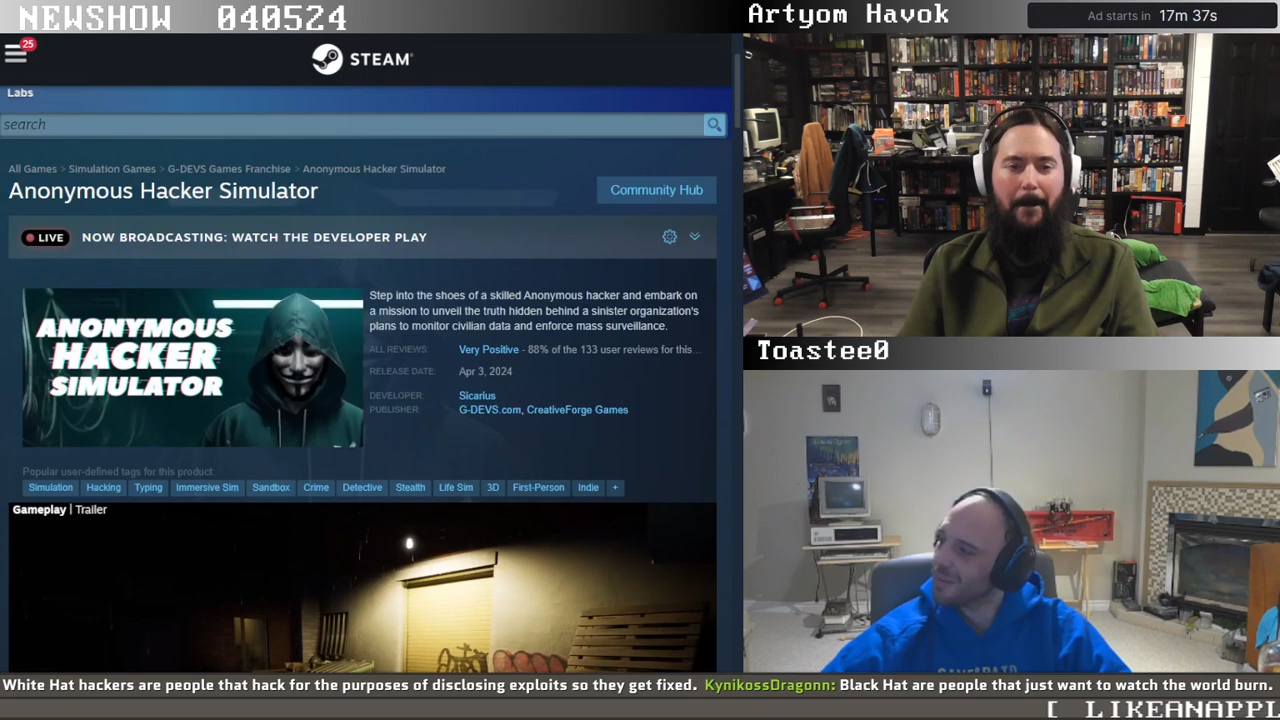 NEWSHOW 040524
Artyom Havok
Ad starts in 17m 37s
25
STEAM
Labs
search
All Games > Simulation Games > G-DEVS Games Franchise > Anonymous Hacker Simulator
Anonymous Hacker Simulator
Community Hub
LIVE NOW BROADCASTING: WATCH THE DEVELOPER PLAY
ANONYMOUS
HACKER
SIMULATOR
Step into the shoes of a skilled Anonymous hacker and embark on
a mission to unveil the truth hidden behind a sinister organization's
plans to monitor civilian data and enforce mass surveillance.
ALL REVIEWS: Very Positive - 88% of the 133 user reviews for this...
RELEASE DATE: Apr 3, 2024
DEVELOPER: Sicarius
PUBLISHER: G-DEVS.com, CreativeForge Games
Popular user-defined tags for this product:
Simulation Hacking Typing Immersive Sim Sandbox Crime Detective Stealth Life Sim 3D First-Person Indie +
Gameplay | Trailer
Toastee0
White Hat hackers are people that hack for the purposes of disclosing exploits so they get fixed. KynikossDragonn: Black Hat are people that just want to watch the world burn.
[ LIKEANAPPL